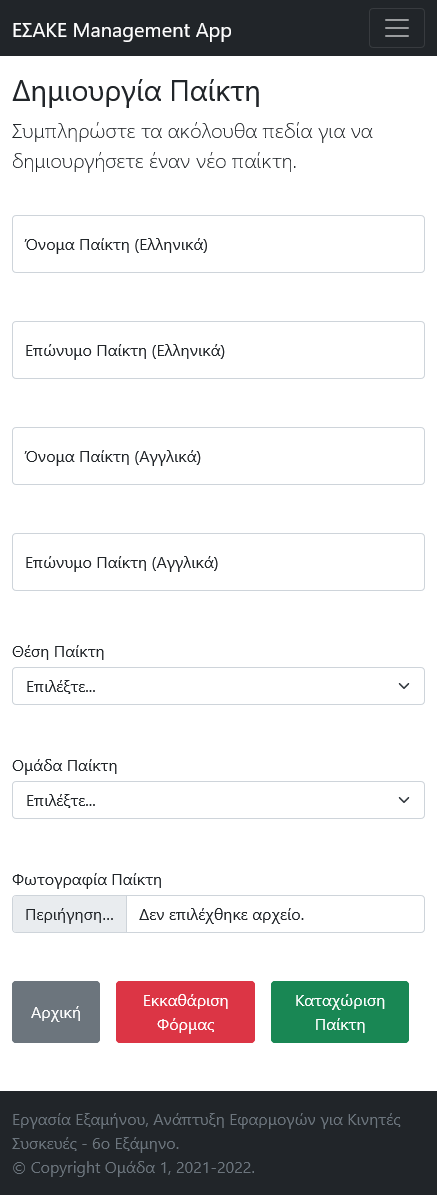 ΕΣΑΚΕ Management App
Δημιουργία Παίκτη
Συμπληρώστε τα ακόλουθα πεδία για να
δημιουργήσετε έναν νέο παίκτη.
Όνομα Παίκτη (Ελληνικά)
Επώνυμο Παίκτη (Ελληνικά)
Όνομα Παίκτη (Αγγλικά)
Επώνυμο Παίκτη (Αγγλικά)
Θέση Παίκτη
Επιλέξτε...
Ομάδα Παίκτη
Επιλέξτε...
Φωτογραφία Παίκτη
Περιήγηση... Δεν επιλέχθηκε αρχείο.
Αρχική
Εκκαθάριση
Φόρμας
Καταχώριση
Παίκτη
Εργασία Εξαμήνου, Ανάπτυξη Εφαρμογών για Κινητές
Συσκευές - 6ο Εξάμηνο.
© Copyright Ομάδα 1, 2021-2022.